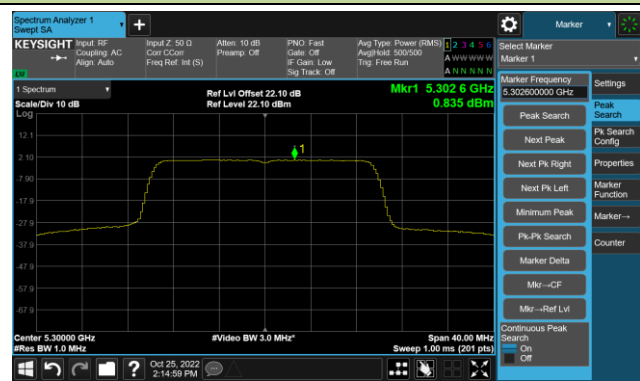 Spectrum Analyzer 1
Swept SA
+
Marker
KEYSIGHT
Input: RF
Coupling: AC
Align: Auto
Input Z: 50 Ω
Corr CCorr
Freq Ref: Int (S)
Atten: 10 dB
Preamp: Off
PNO: Fast
Gate: Off
IF Gain: Low
Sig Track: Off
Avg Type: Power (RMS)
Avg|Hold: 500/500
Trig: Free Run
1 2 3 4 5 6
A W W W W W
A N N N N N
LXI
Select Marker
Marker 1
1 Spectrum
Scale/Div 10 dB
Log
Ref Lvl Offset 22.10 dB
Ref Level 22.10 dBm
Mkr1 5.302 6 GHz
0.835 dBm
12.1
2.10
-7.90
-17.9
-27.9
-37.9
-47.9
-57.9
-67.9
1
Center 5.30000 GHz
#Res BW 1.0 MHz
#Video BW 3.0 MHz*
Span 40.00 MHz
Sweep 1.00 ms (201 pts)
Marker Frequency
5.302600000 GHz
Peak Search
Next Peak
Next Pk Right
Next Pk Left
Minimum Peak
Pk-Pk Search
Marker Delta
Mkr→CF
Mkr→Ref Lvl
Continuous Peak
Search
On
Off
Settings
Peak
Search
Pk Search
Config
Properties
Marker
Function
Marker→
Counter
?
Oct 25, 2022
2:14:59 PM